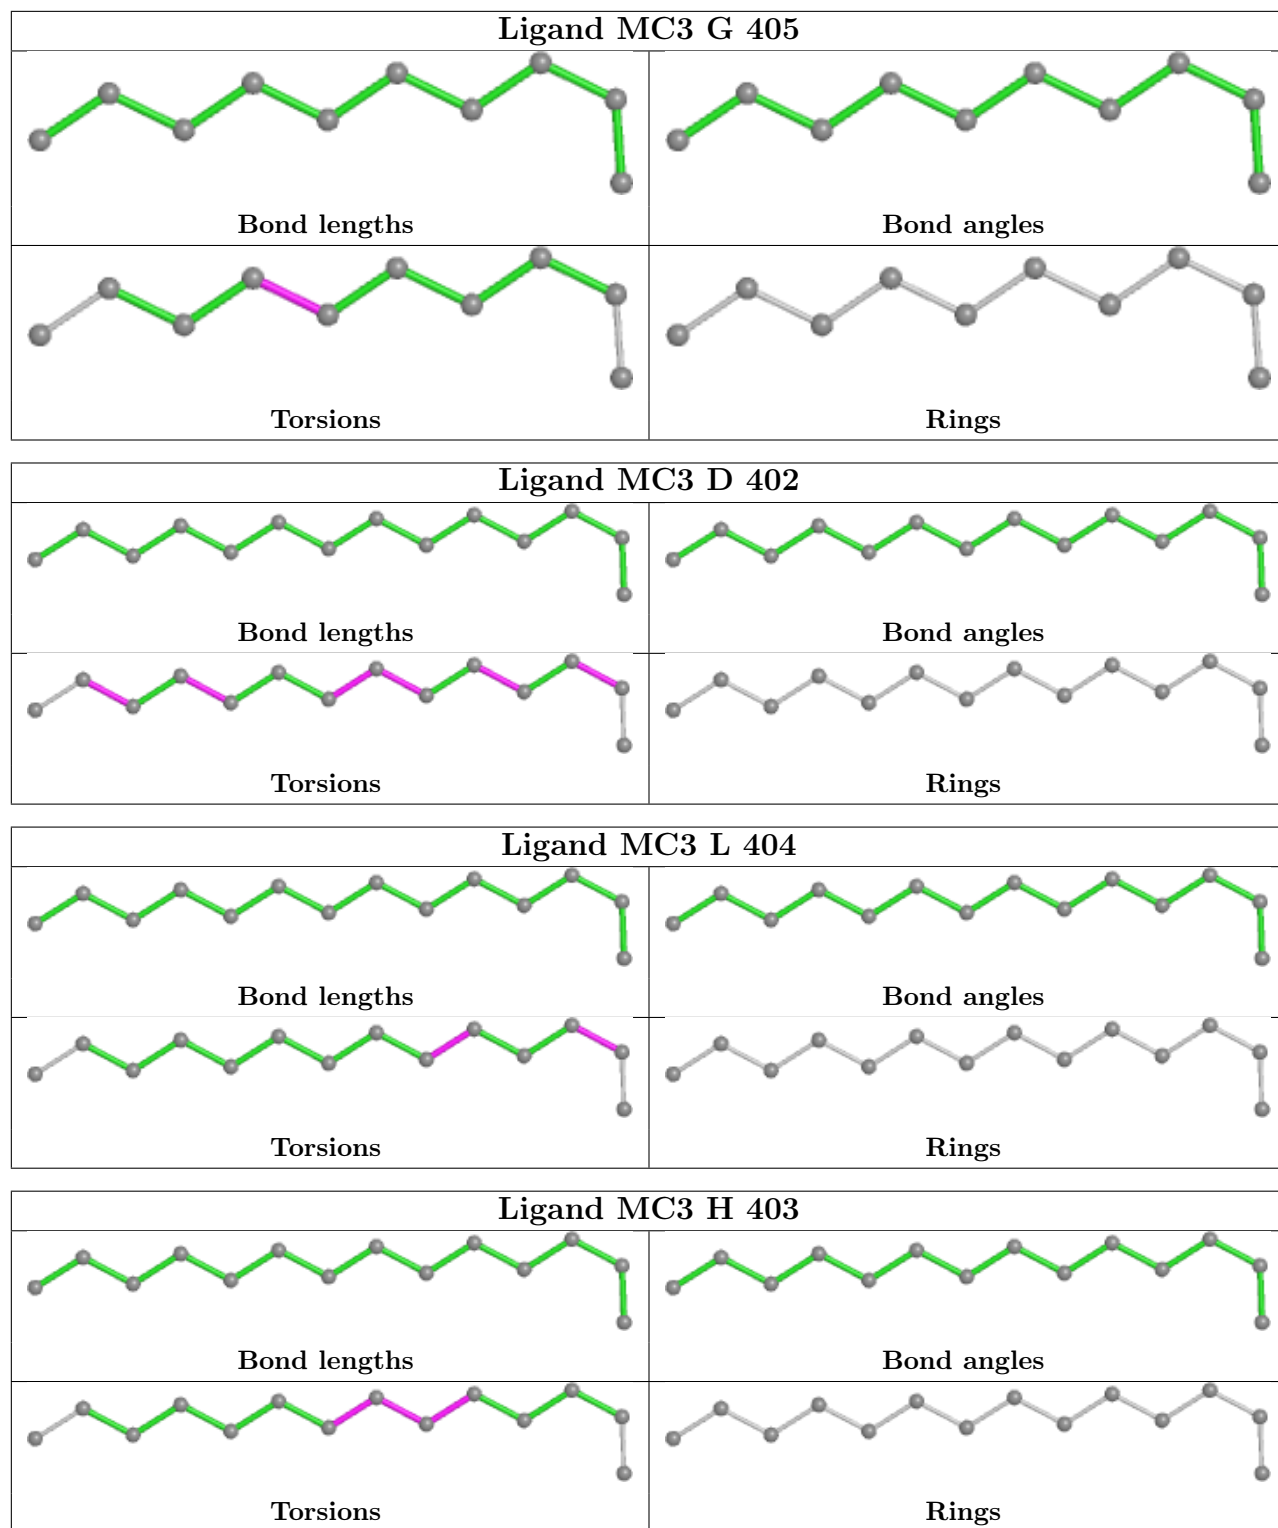 Ligand MC3 G 405
Bond lengths
Bond angles
Torsions
Rings
Ligand MC3 D 402
Bond lengths
Bond angles
Torsions
Rings
Ligand MC3 L 404
Bond lengths
Bond angles
Torsions
Rings
Ligand MC3 H 403
Bond lengths
Bond angles
Torsions
Rings